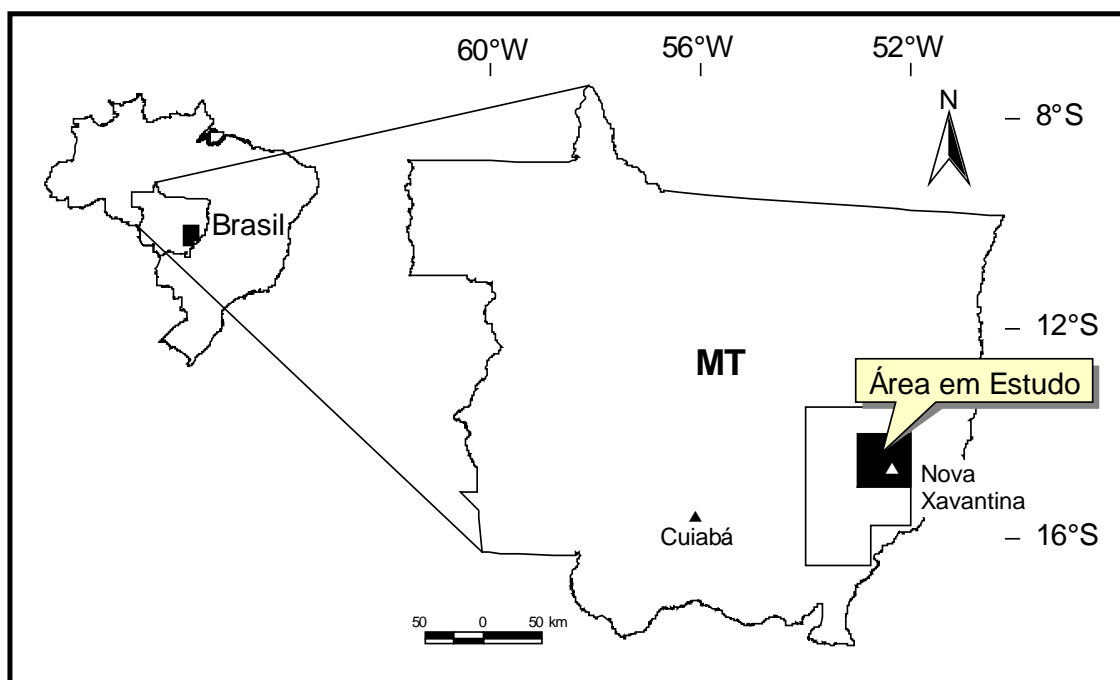 60°W 56°W 52°W
N
8°S
Brasil
12°S
MT
Área em Estudo
Nova
Xavantina
Cuiabá
16°S
50 0 50 km